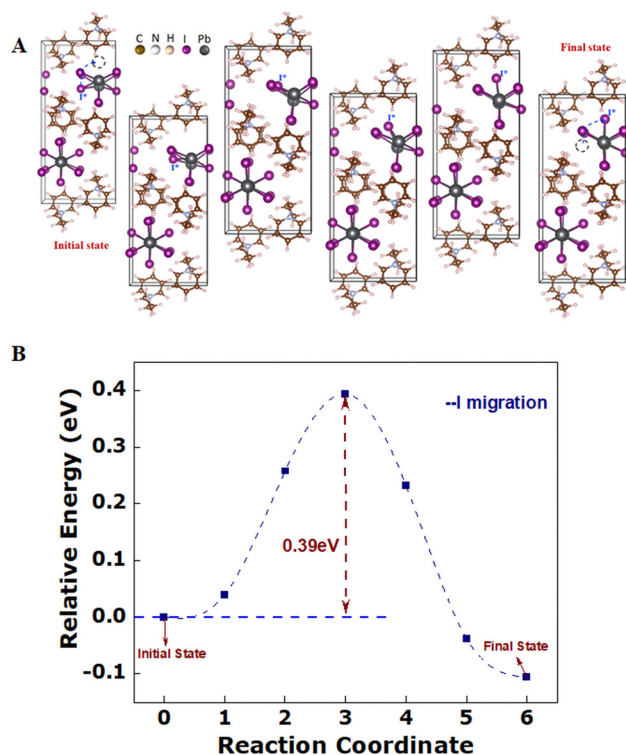 A
C N H I Pb
Final state
I*
I*
I*
I*
I*
I*
Initial state
B
0.4
0.3
0.2
0.1
0.0
-0.1
Relative Energy (eV)
--I migration
0.39eV
Initial State
Final State
0 1 2 3 4 5 6
Reaction Coordinate